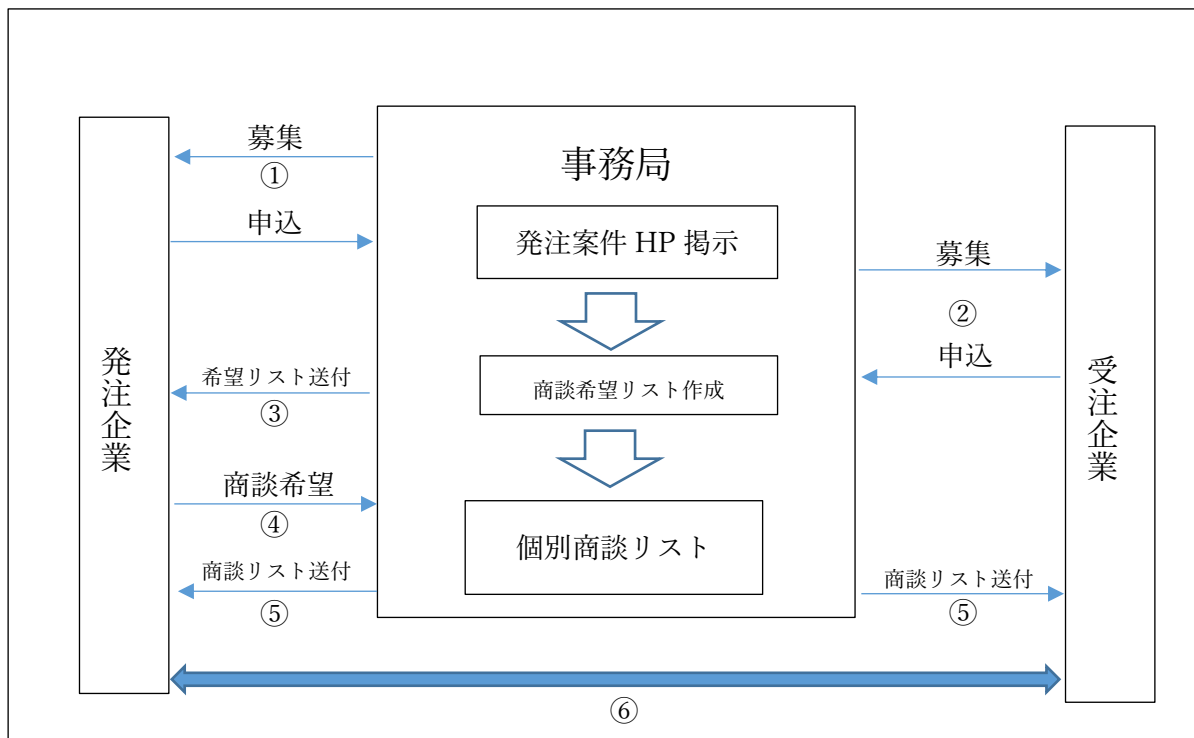 募集
①
申込
事務局
発注案件 HP 掲示
募集
②
申込
発注企業
希望リスト送付
③
商談希望リスト作成
受注企業
商談希望
④
個別商談リスト
商談リスト送付
⑤
商談リスト送付
⑤
⑥